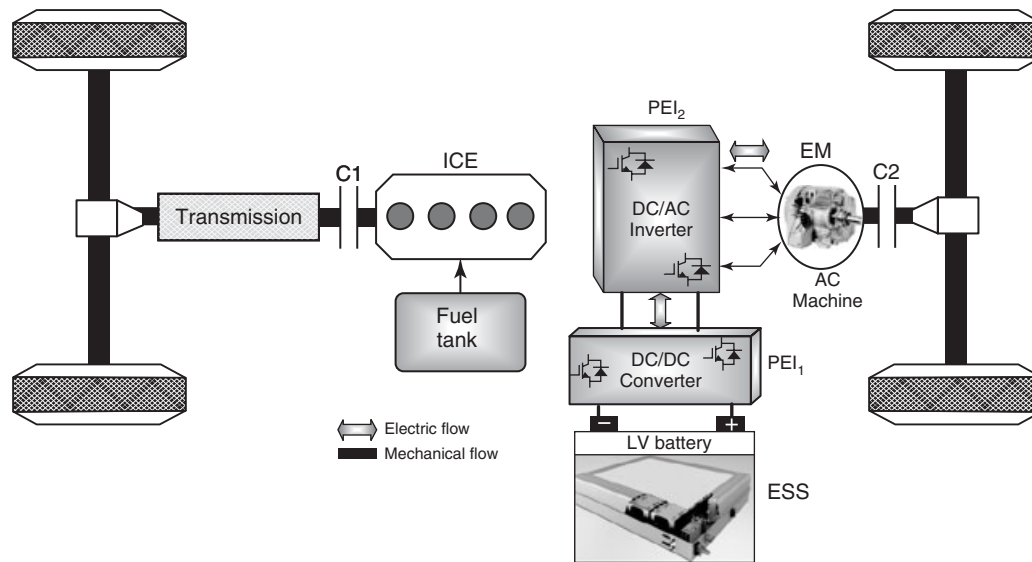 PEI₂
C1
ICE
EM
C2
Transmission
DC/AC
Inverter
AC
Machine
Fuel
tank
DC/DC
Converter
PEI₁
Electric flow
Mechanical flow
− +
LV battery
ESS